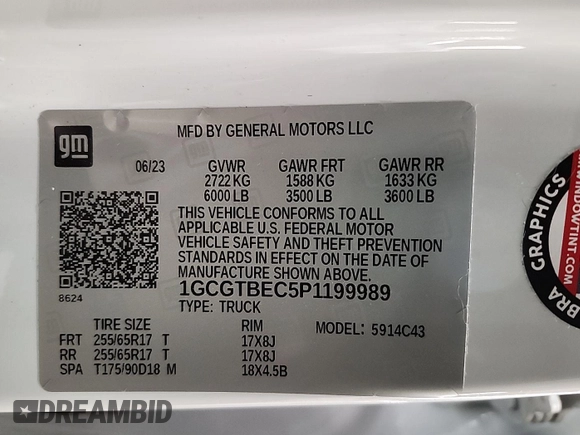 gm
MFD BY GENERAL MOTORS LLC
06/23 GVWR GAWR FRT GAWR RR
2722 KG 1588 KG 1633 KG
6000 LB 3500 LB 3600 LB
THIS VEHICLE CONFORMS TO ALL
APPLICABLE U.S. FEDERAL MOTOR
VEHICLE SAFETY AND THEFT PREVENTION
STANDARDS IN EFFECT ON THE DATE OF
MANUFACTURE SHOWN ABOVE.
8624
1GCGTBEC5P1199989
TYPE: TRUCK
TIRE SIZE RIM MODEL: 5914C43
FRT 255/65R17 T 17X8J
RR 255/65R17 T 17X8J
SPA T175/90D18 M 18X4.5B
BRA GRAPHICS
WINDOWTINT.COM
DREAMBID